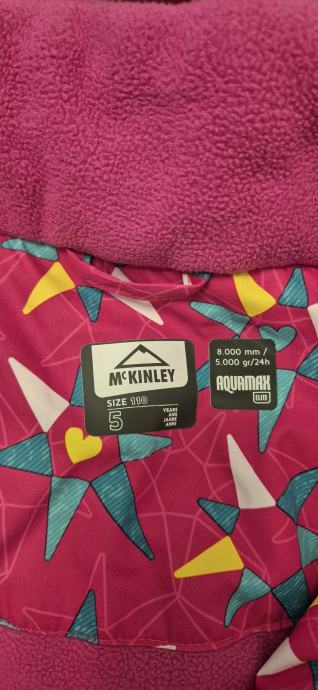 McKINLEY
SIZE 110
5
YEARS
ANS
JAHRE
ANNI
8.000 mm /
5.000 gr/24h
AQUAMAX
ELITE